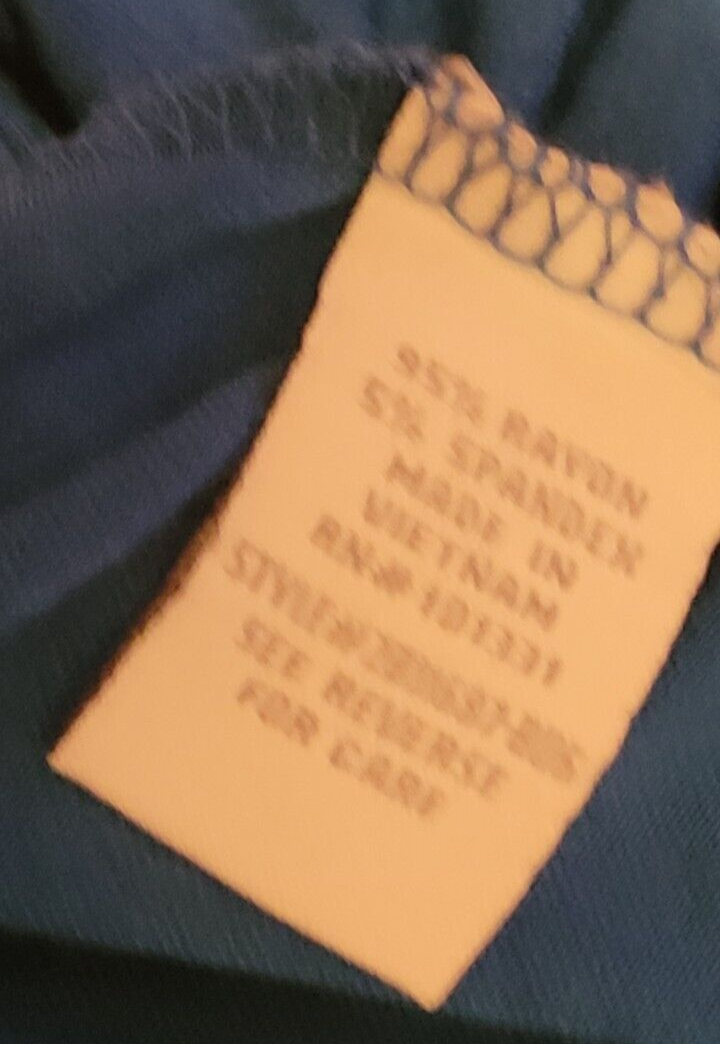 95% RAYON
5% SPANDEX
MADE IN
VIETNAM
RN# 101331
SEE REVERSE
FOR CARE